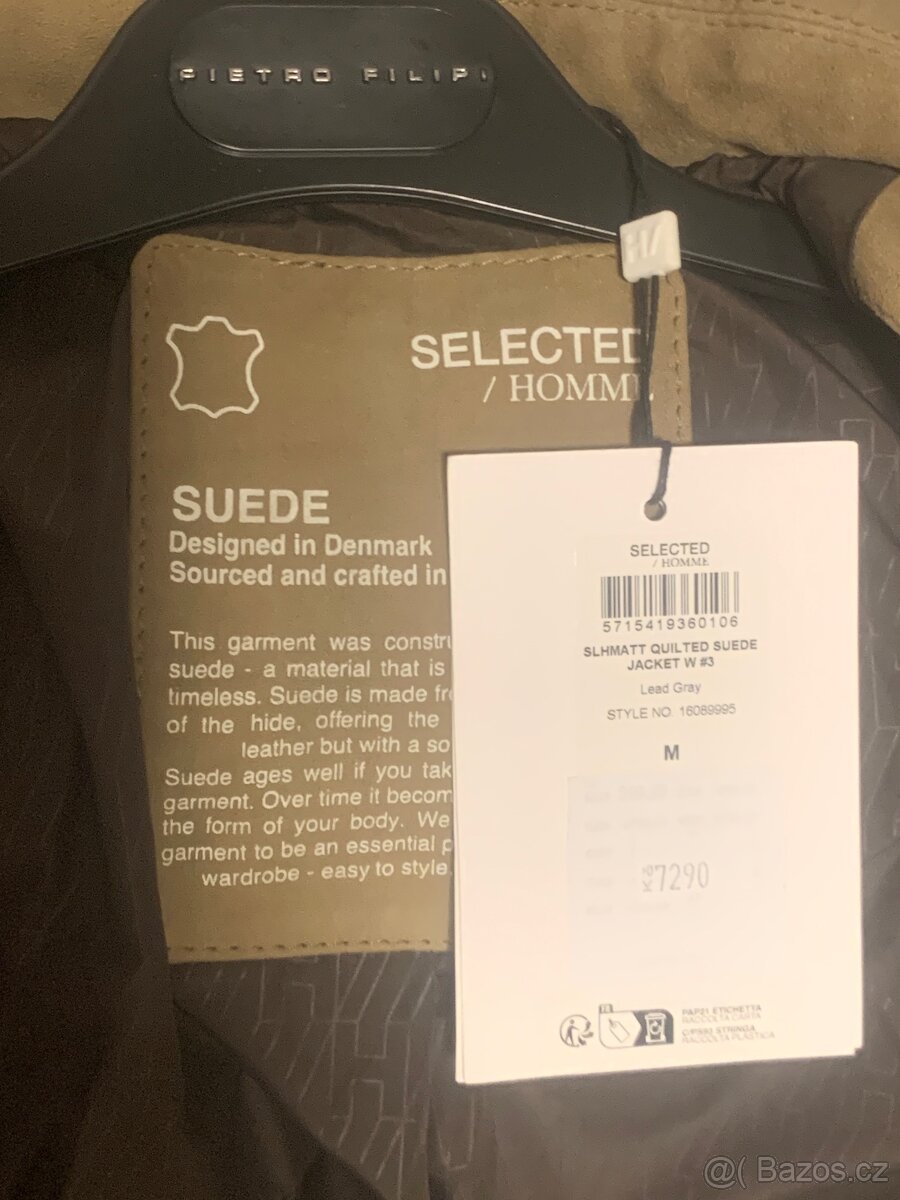 PIETRO FILIPI
H/
SELECTED
/ HOMME
SUEDE
Designed in Denmark
Sourced and crafted in
This garment was constru
suede - a material that is
timeless. Suede is made fr
of the hide, offering the
leather but with a so
Suede ages well if you tak
garment. Over time it becom
the form of your body. We
garment to be an essential p
wardrobe - easy to style.
SELECTED
/ HOMME
5715419360106
SLHMATT QUILTED SUEDE
JACKET W #3
Lead Gray
STYLE NO. 16089995
M
7290
FR
PAP21 ETICHETTA
RACCOLTA CARTA
C/PS93 STRINGA
RACCOLTA PLASTICA
@( Bazos.cz